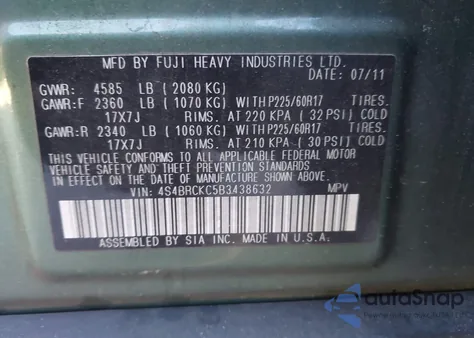 MFD BY FUJI HEAVY INDUSTRIES LTD.
DATE: 07/11
GVWR: 4585 LB (2080 KG)
GAWR:F 2360 LB (1070 KG) WITH P225/60R17 TIRES.
17X7J RIMS. AT 220 KPA (32 PSI) COLD
GAWR:R 2340 LB (1060 KG) WITH P225/60R17 TIRES.
17X7J RIMS. AT 210 KPA (30 PSI) COLD
THIS VEHICLE CONFORMS TO ALL APPLICABLE FEDERAL MOTOR
VEHICLE SAFETY AND THEFT PREVENTION STANDARDS
IN EFFECT ON THE DATE OF MANUFACTURE SHOWN ABOVE.
VIN: 4S4BRCKC5B3438632 MPV
ASSEMBLED BY SIA INC. MADE IN U.S.A.
autoSnap